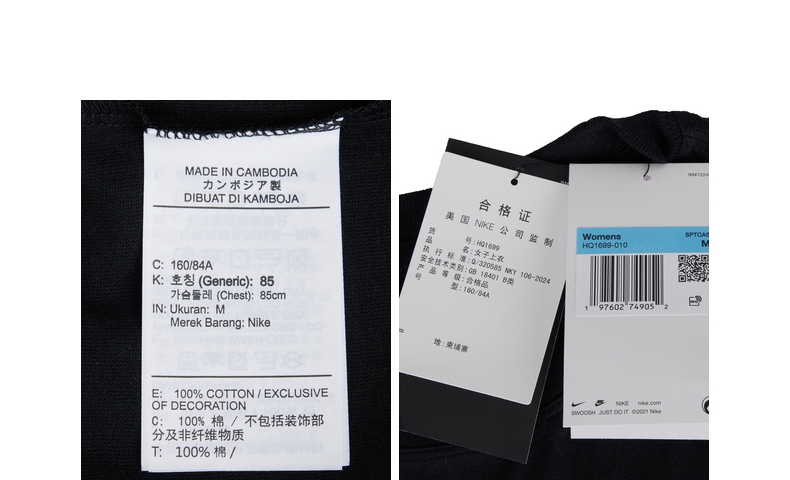 MADE IN CAMBODIA
カンボジア製
DIBUAT DI KAMBOJA
C: 160/84A
K: 호칭 (Generic): 85
가슴둘레 (Chest): 85cm
IN: Ukuran: M
Merek Barang: Nike
E: 100% COTTON / EXCLUSIVE
OF DECORATION
C: 100% 棉 / 不包括装饰部
分及非纤维物质
T: 100% 棉 /
合格证
美国 NIKE 公司监制
货 号: HQ1699
品 名: 女子上衣
执行标准: Q/320585 NKY 106-2024
安全技术类别: GB 18401 B类
产品等级: 合格品
号 型: 160/84A
地: 柬埔寨
Womens
HQ1699-010
SPTCAS
M
1 97602 74905 2
NIKE nike.com
SWOOSH JUST DO IT ©2021 Nike